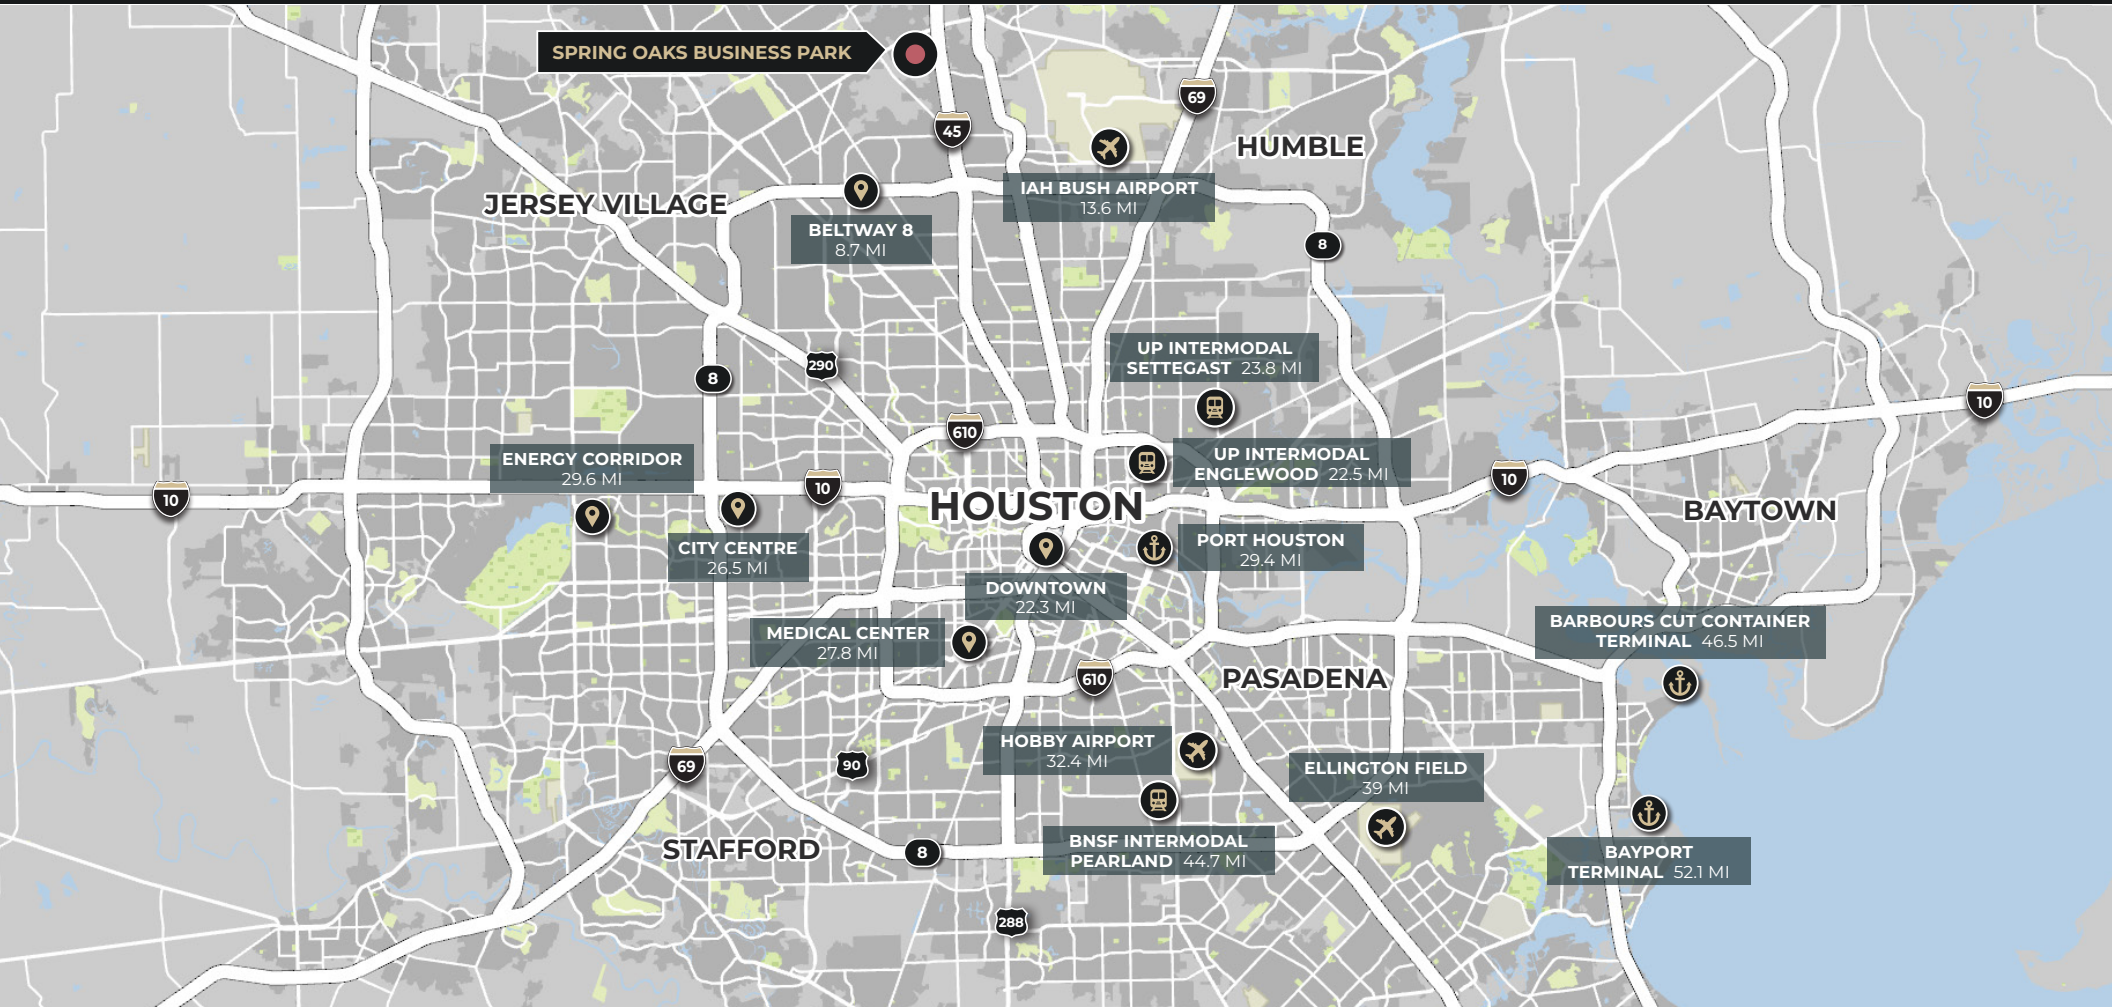 SPRING OAKS BUSINESS PARK
69
45
HUMBLE
IAH BUSH AIRPORT
13.6 MI
JERSEY VILLAGE
BELTWAY 8
8.7 MI
8
UP INTERMODAL
SETTEGAST 23.8 MI
290
8
10
610
ENERGY CORRIDOR
29.6 MI
UP INTERMODAL
ENGLEWOOD 22.5 MI
10
10
10
HOUSTON
BAYTOWN
CITY CENTRE
26.5 MI
PORT HOUSTON
29.4 MI
DOWNTOWN
22.3 MI
MEDICAL CENTER
27.8 MI
BARBOURS CUT CONTAINER
TERMINAL 46.5 MI
610
PASADENA
HOBBY AIRPORT
32.4 MI
69
90
ELLINGTON FIELD
39 MI
STAFFORD
8
BNSF INTERMODAL
PEARLAND 44.7 MI
BAYPORT
TERMINAL 52.1 MI
288